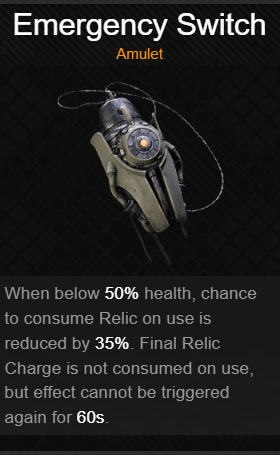 Emergency Switch
Amulet
When below 50% health, chance
to consume Relic on use is
reduced by 35%. Final Relic
Charge is not consumed on use,
but effect cannot be triggered
again for 60s.